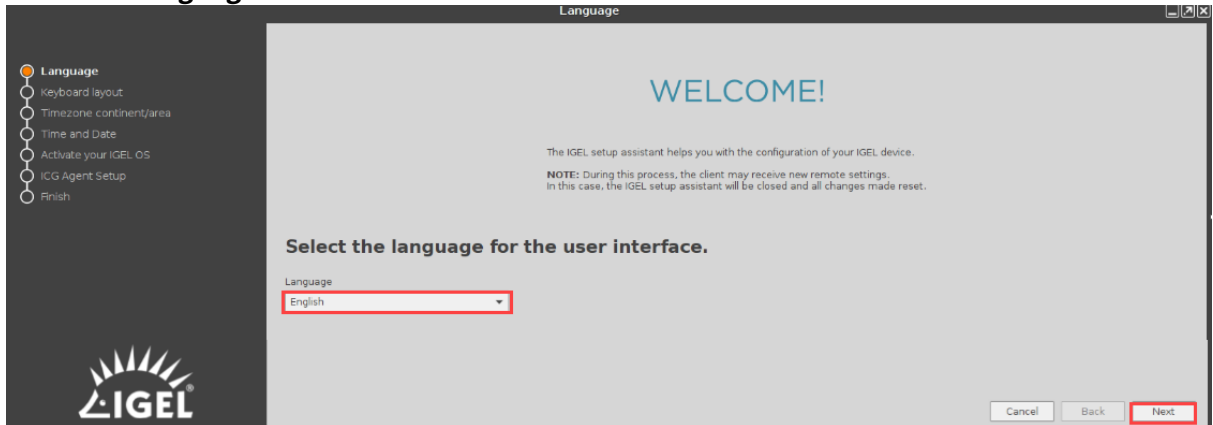 Language
Language
Keyboard layout
Timezone continent/area
Time and Date
Activate your IGEL OS
ICG Agent Setup
Finish
WELCOME!
The IGEL setup assistant helps you with the configuration of your IGEL device.
NOTE: During this process, the client may receive new remote settings.
In this case, the IGEL setup assistant will be closed and all changes made reset.
Select the language for the user interface.
Language
English
IGEL®
Cancel Back Next